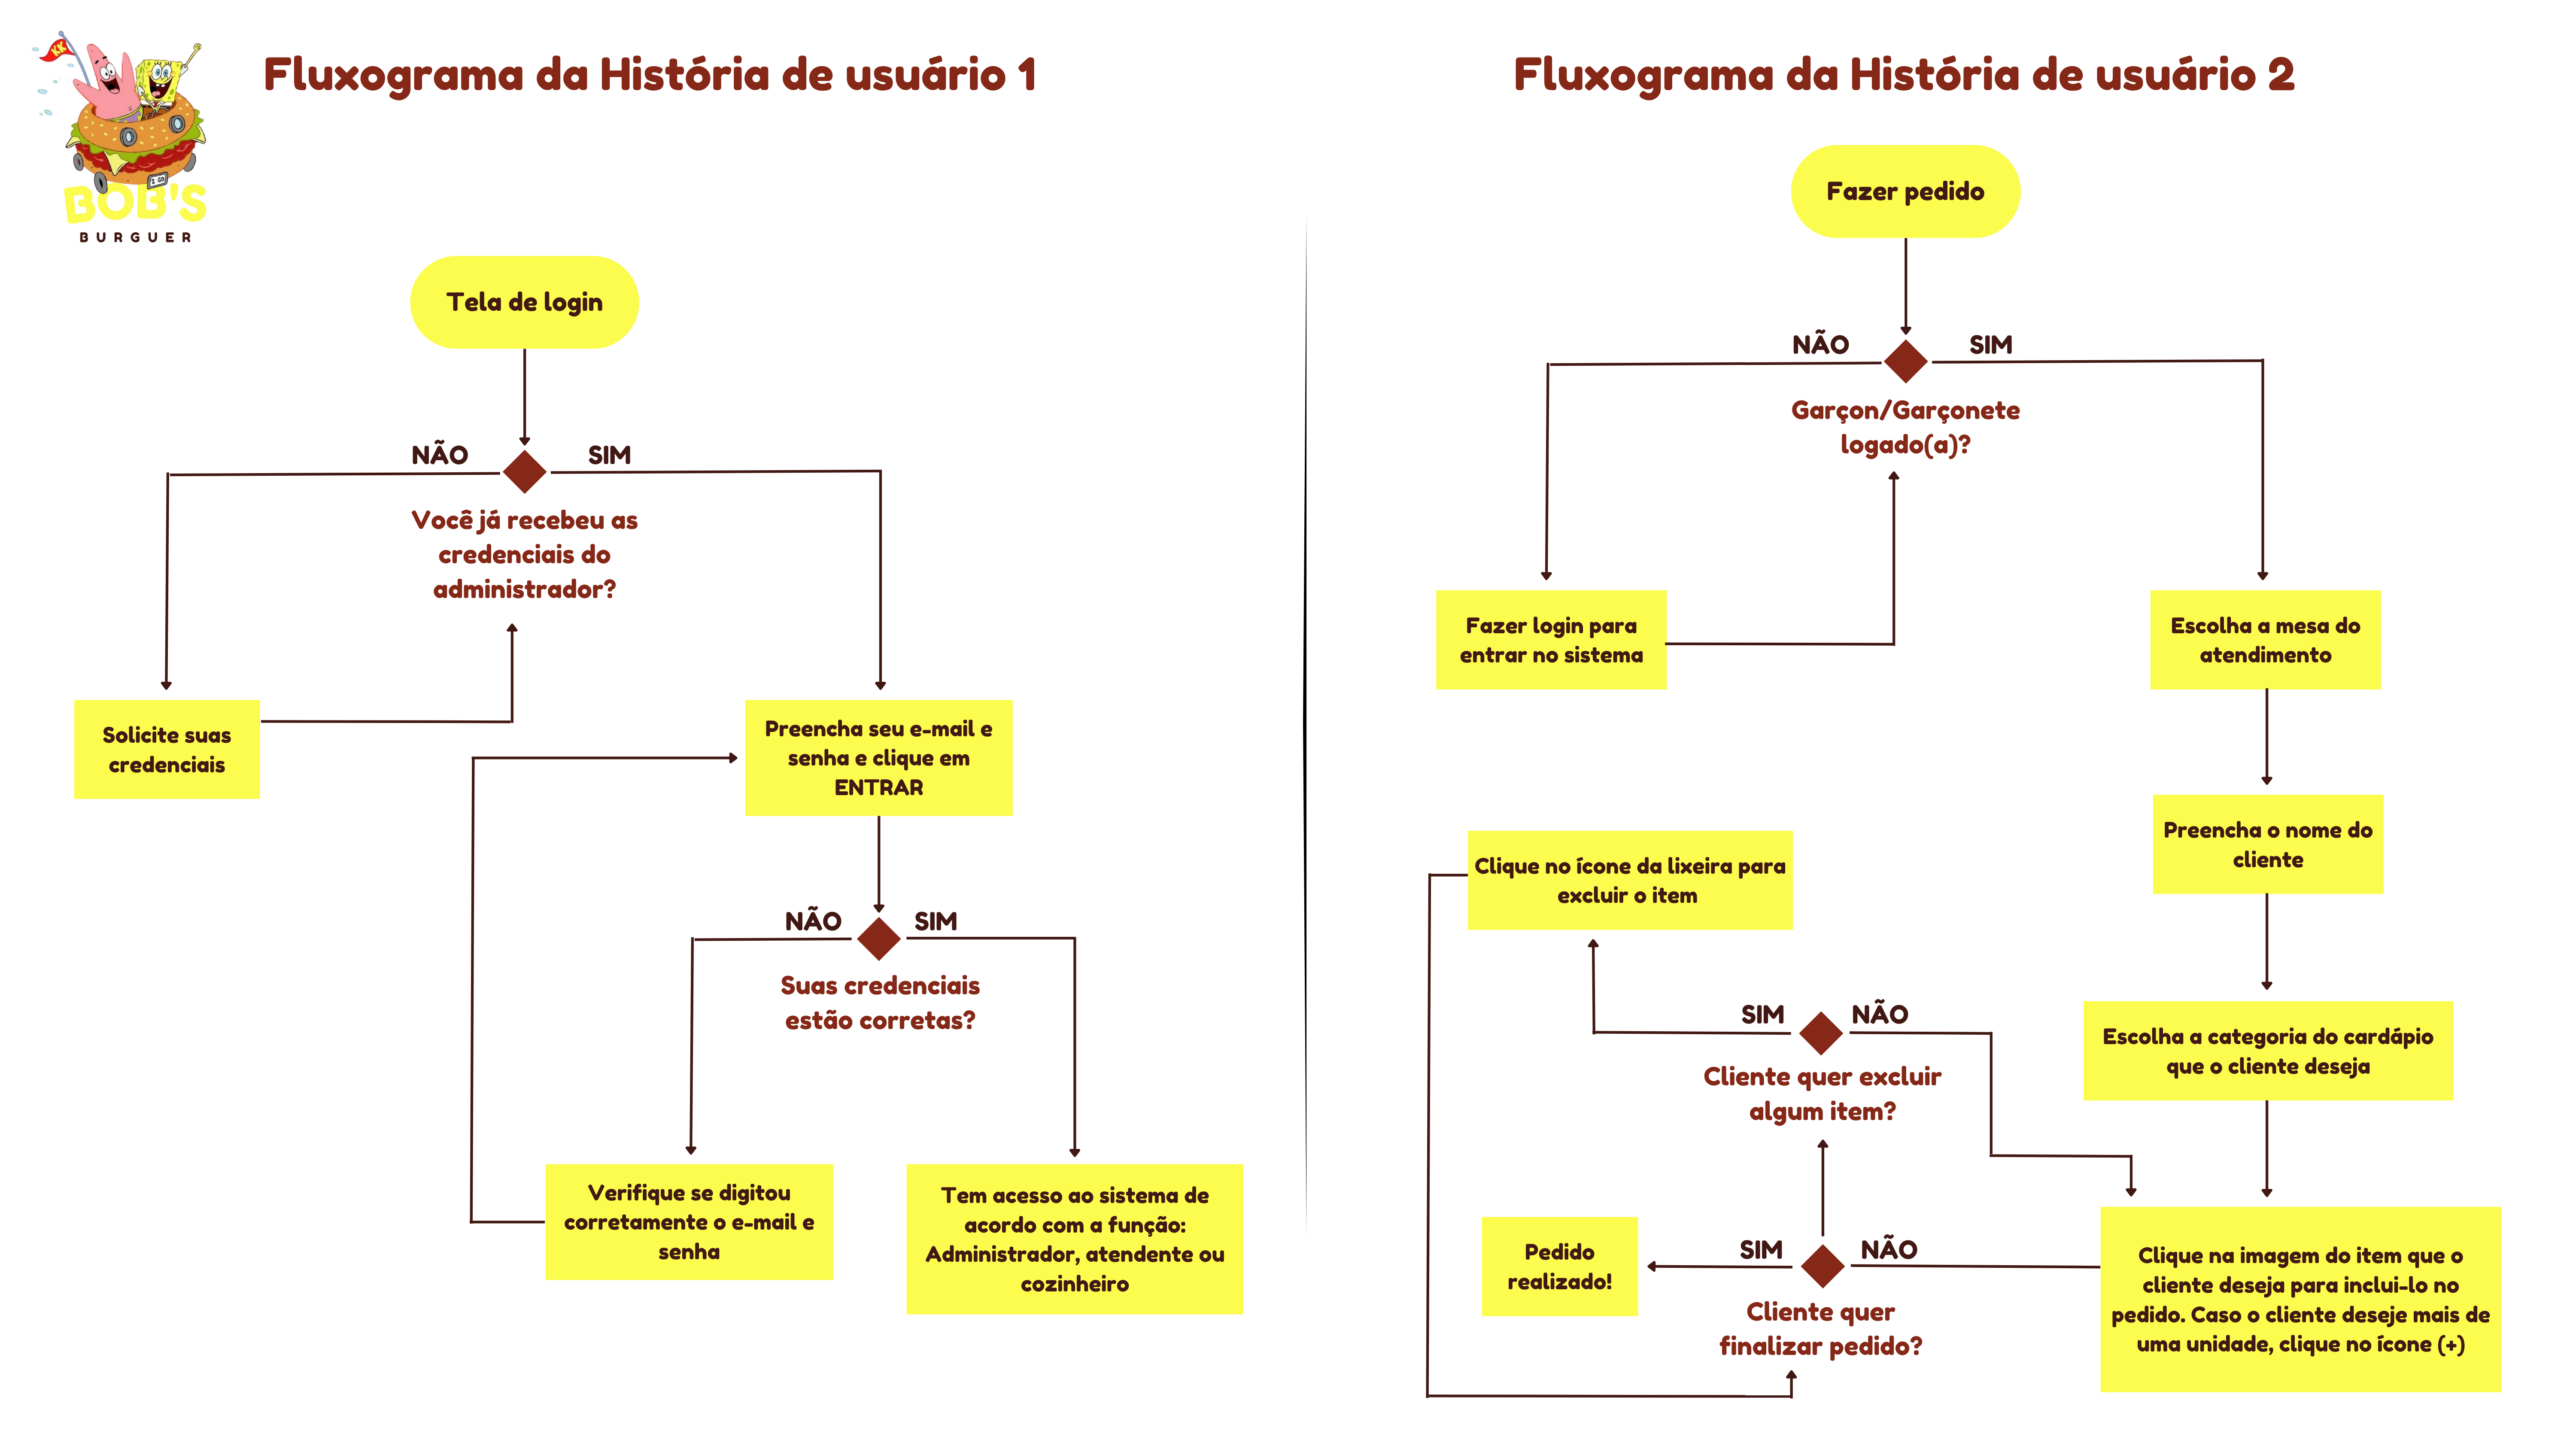 KK
BOB'S
BURGUER
Fluxograma da História de usuário 1
Tela de login
NÃO
SIM
Você já recebeu as
credenciais do
administrador?
Solicite suas
credenciais
Preencha seu e-mail e
senha e clique em
ENTRAR
NÃO
SIM
Suas credenciais
estão corretas?
Verifique se digitou
corretamente o e-mail e
senha
Tem acesso ao sistema de
acordo com a função:
Administrador, atendente ou
cozinheiro
Fluxograma da História de usuário 2
Fazer pedido
NÃO
SIM
Garçon/Garçonete
logado(a)?
Fazer login para
entrar no sistema
Escolha a mesa do
atendimento
Preencha o nome do
cliente
Escolha a categoria do cardápio
que o cliente deseja
Clique na imagem do item que o
cliente deseja para inclui-lo no
pedido. Caso o cliente deseje mais de
uma unidade, clique no ícone (+)
Clique no ícone da lixeira para
excluir o item
SIM
NÃO
Cliente quer excluir
algum item?
SIM
NÃO
Cliente quer
finalizar pedido?
Pedido
realizado!